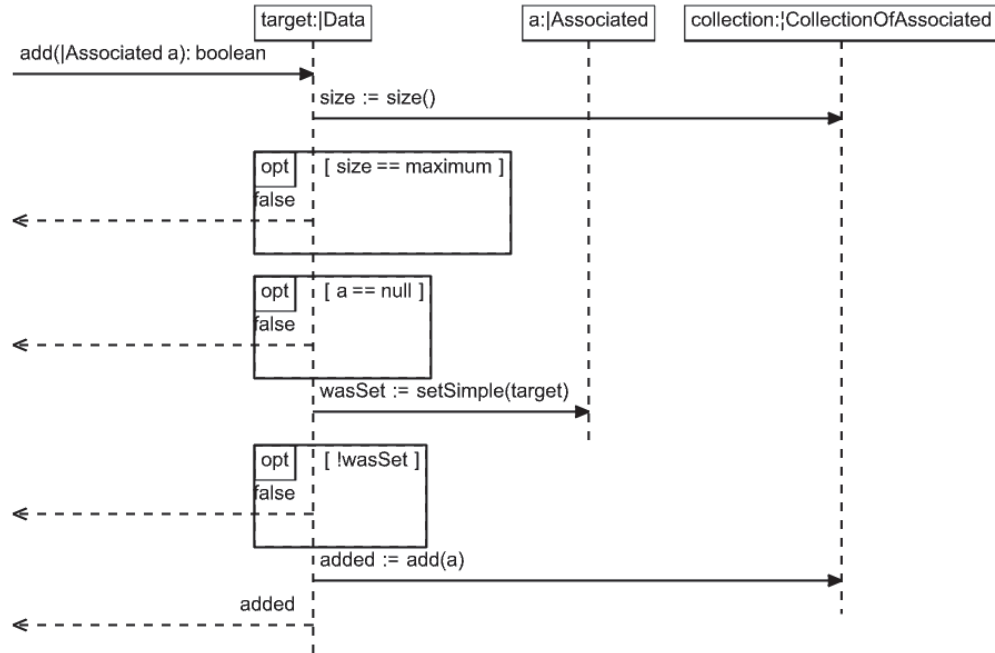 target:|Data
a:|Associated
collection:¦CollectionOfAssociated
add(|Associated a): boolean
size := size()
opt
[ size == maximum ]
false
opt
[ a == null ]
false
wasSet := setSimple(target)
opt
[ !wasSet ]
false
added := add(a)
added